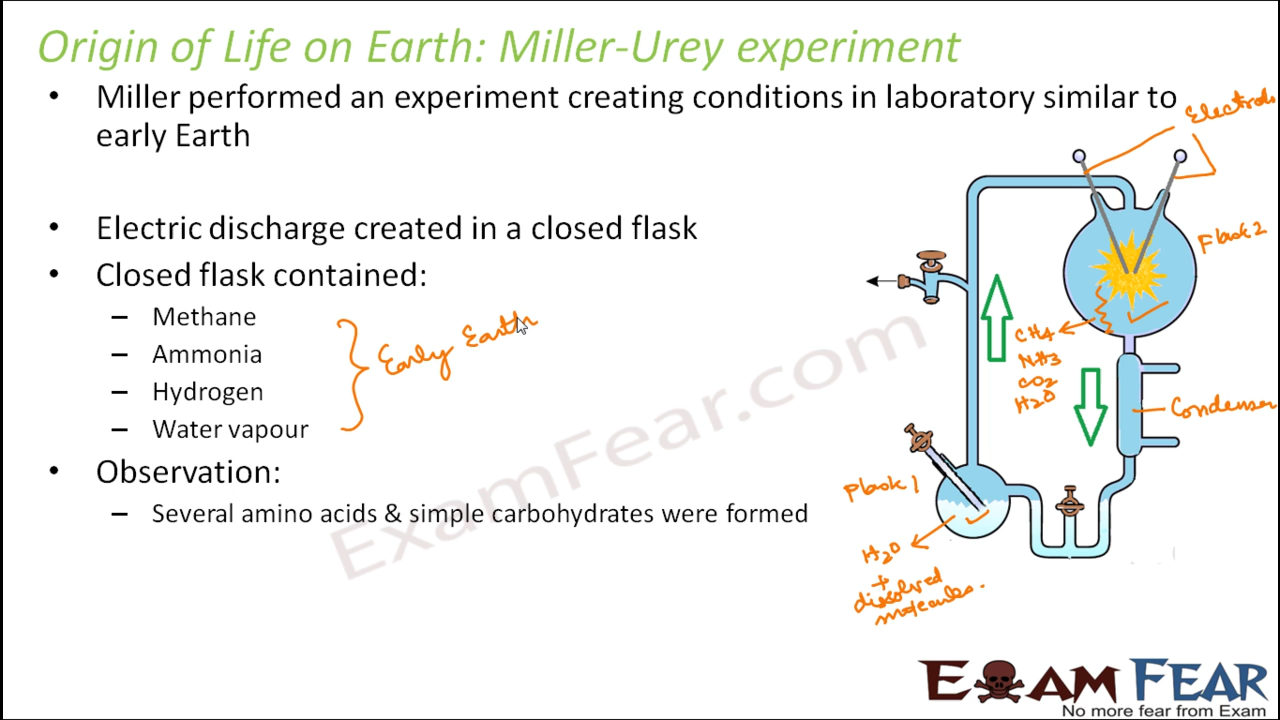 Origin of Life on Earth: Miller-Urey experiment
• Miller performed an experiment creating conditions in laboratory similar to
early Earth
• Electric discharge created in a closed flask
• Closed flask contained:
– Methane
– Ammonia
– Hydrogen
– Water vapour
Early Earth
• Observation:
– Several amino acids & simple carbohydrates were formed
Electrods
Flask 2
CH4
NH3
CO2
H2O
Condenser
Flask 1
H2O
+
dissolved
molecules.
ExamFear.com
EXAM FEAR
No more fear from Exam